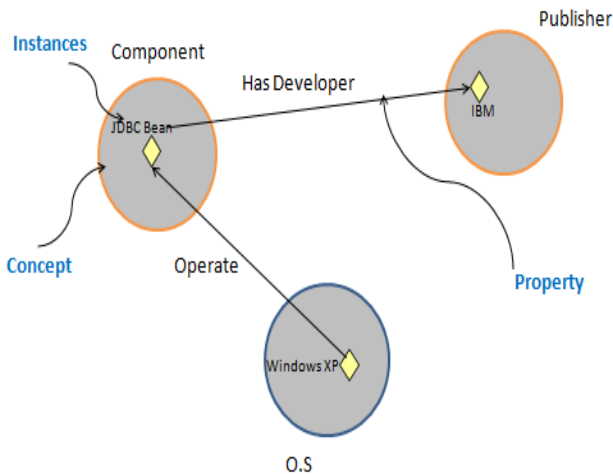 Publisher
Instances
Component
Has Developer
JDBC Bean
IBM
Concept
Operate
Property
Windows XP
O.S